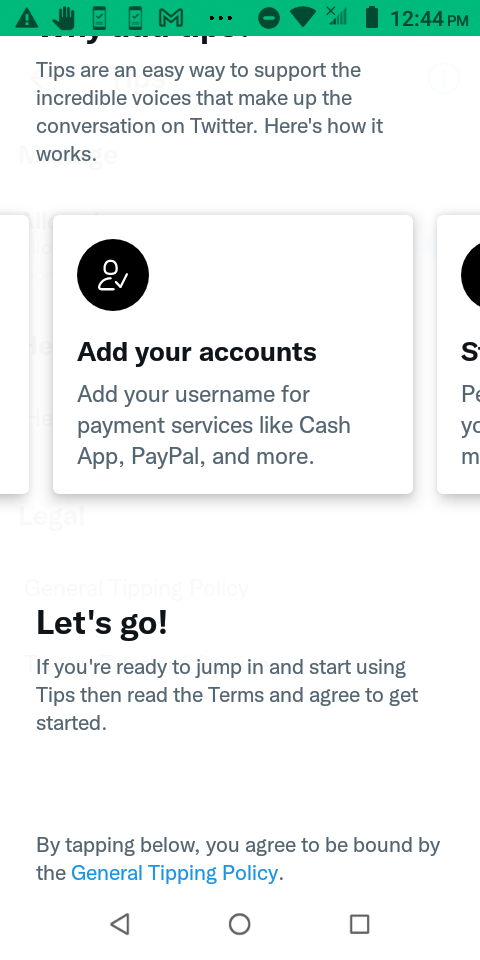 12:44 PM
Why add tips?
Tips are an easy way to support the
incredible voices that make up the
conversation on Twitter. Here's how it
works.
Manage
Add your accounts
Add your username for
payment services like Cash
App, PayPal, and more.
Legal
General Tipping Policy
Let's go!
If you're ready to jump in and start using
Tips then read the Terms and agree to get
started.
By tapping below, you agree to be bound by
the General Tipping Policy.